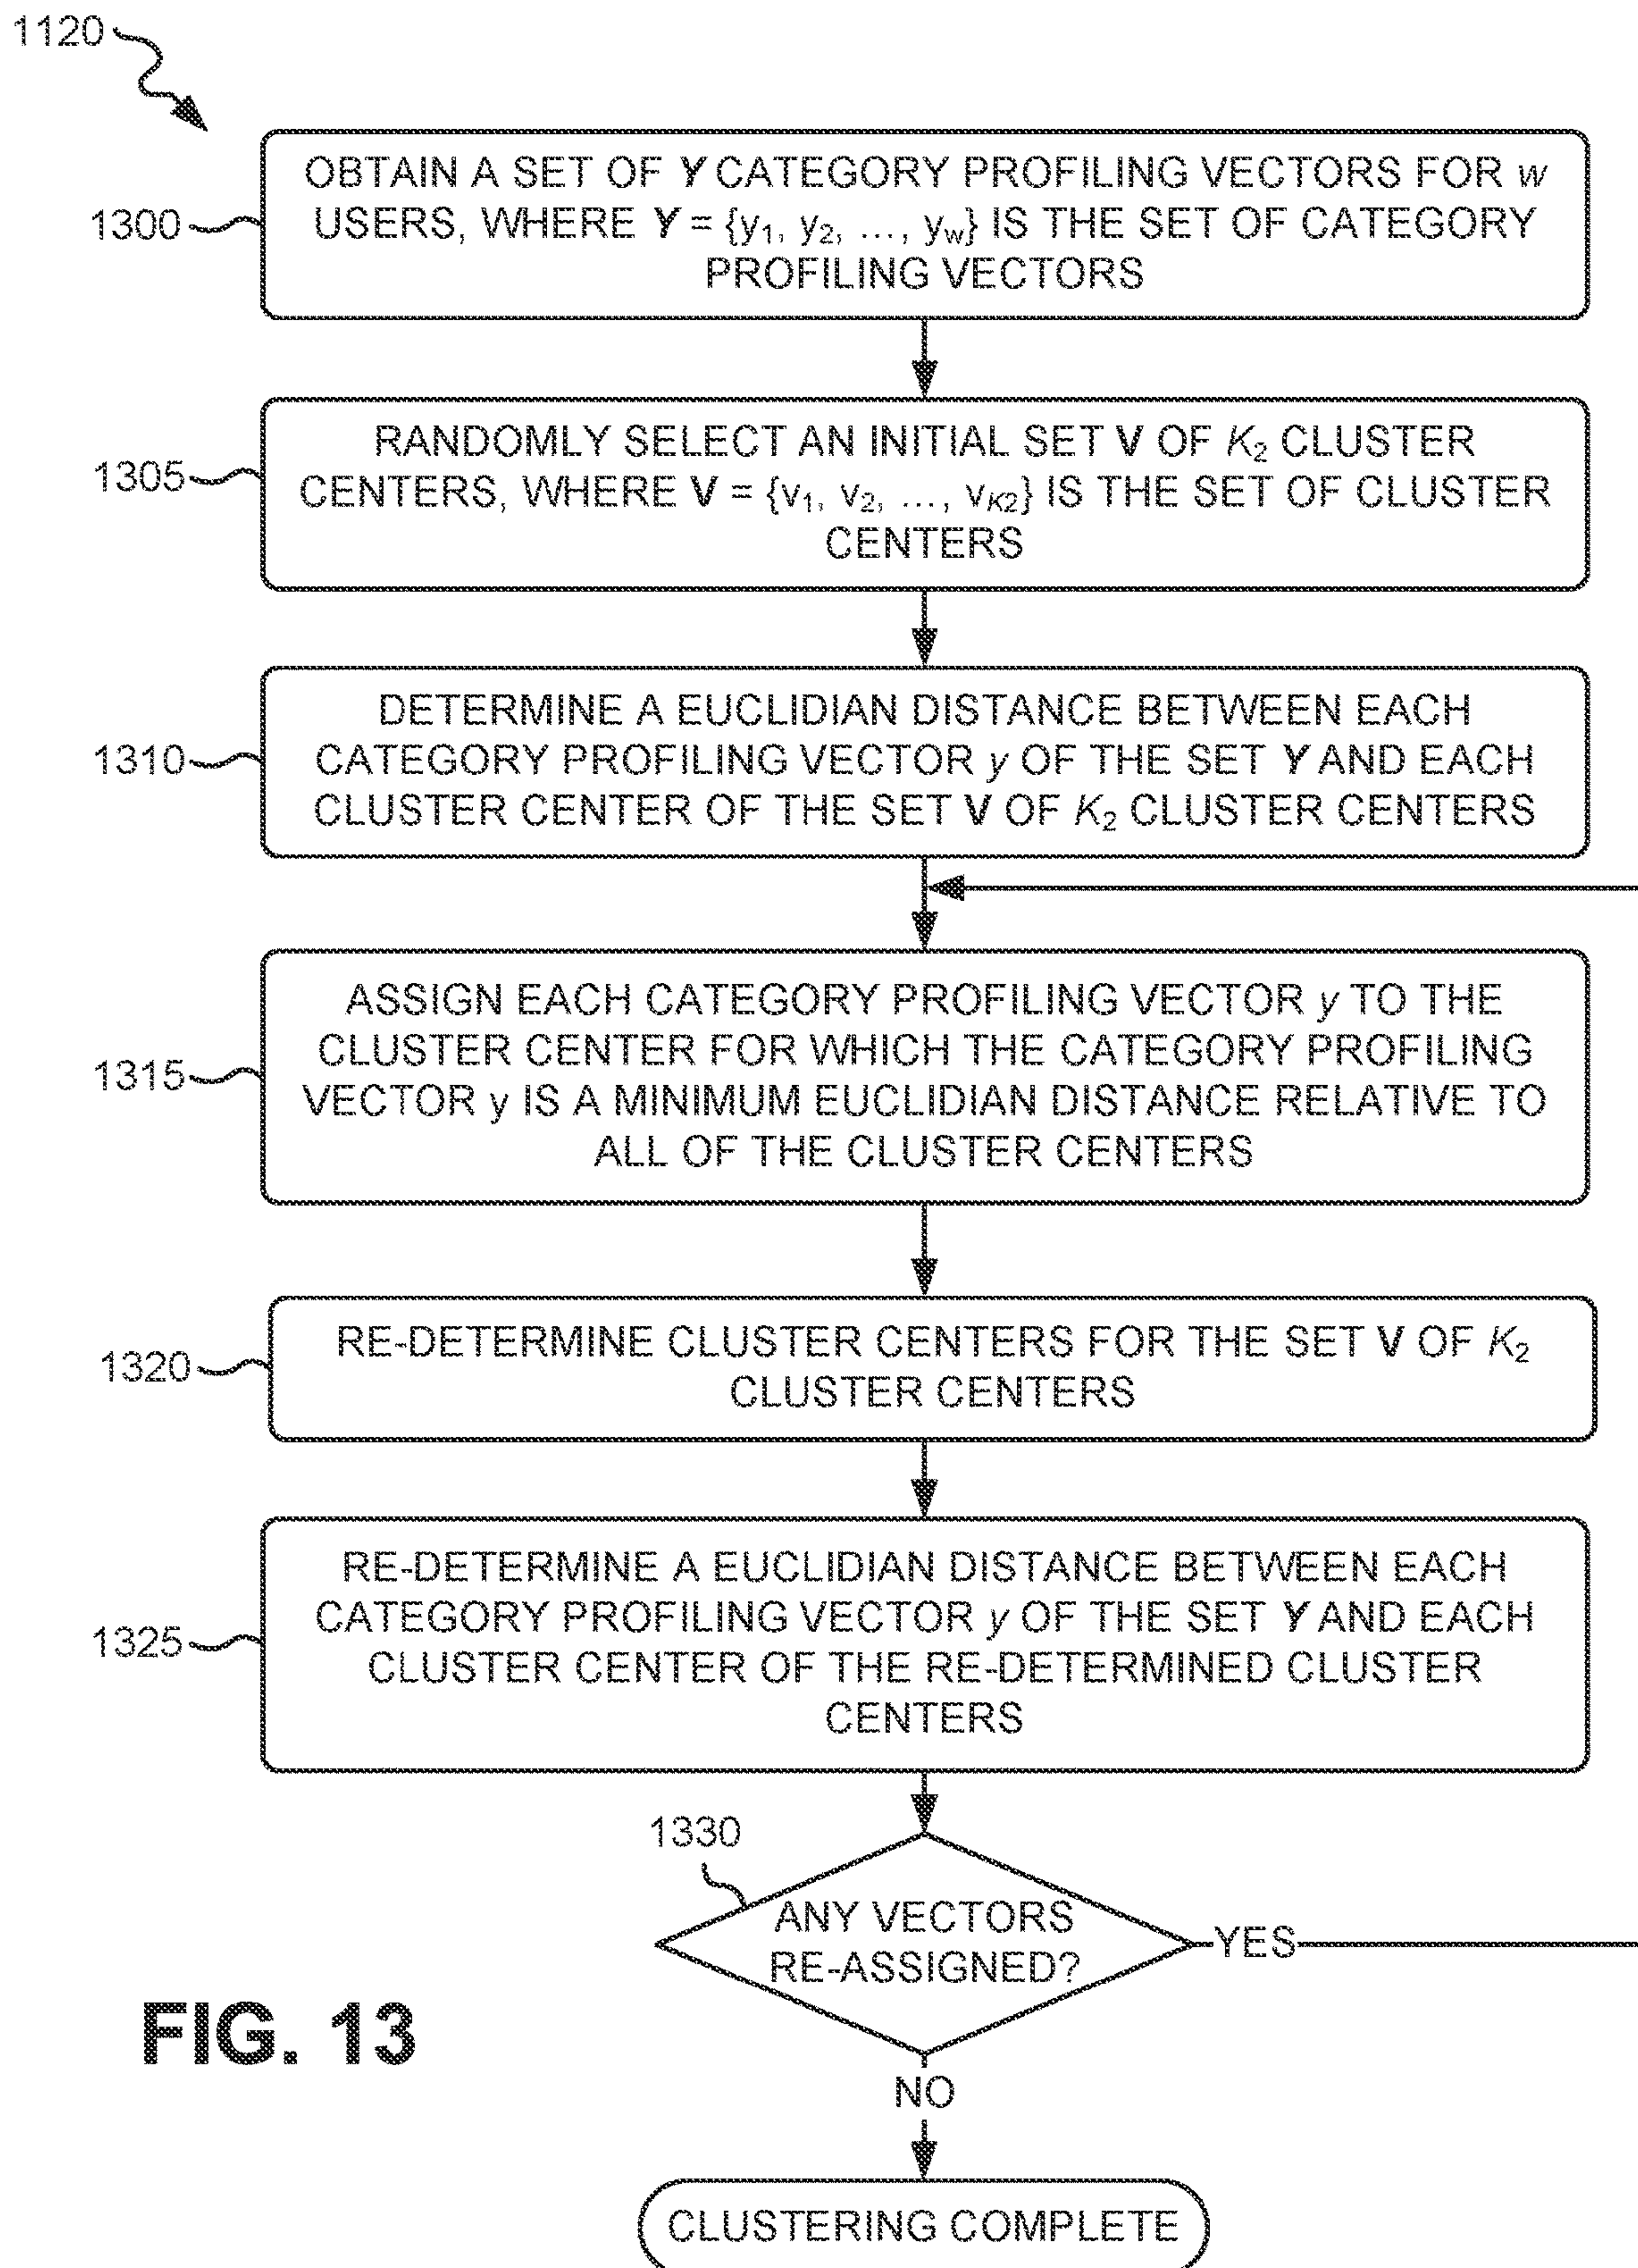 1120
1300
OBTAIN A SET OF Y CATEGORY PROFILING VECTORS FOR w
USERS, WHERE Y = {y₁, y₂, ..., y_w} IS THE SET OF CATEGORY
PROFILING VECTORS
1305
RANDOMLY SELECT AN INITIAL SET V OF K₂ CLUSTER
CENTERS, WHERE V = {v₁, v₂, ..., v_K2} IS THE SET OF CLUSTER
CENTERS
1310
DETERMINE A EUCLIDIAN DISTANCE BETWEEN EACH
CATEGORY PROFILING VECTOR y OF THE SET Y AND EACH
CLUSTER CENTER OF THE SET V OF K₂ CLUSTER CENTERS
1315
ASSIGN EACH CATEGORY PROFILING VECTOR y TO THE
CLUSTER CENTER FOR WHICH THE CATEGORY PROFILING
VECTOR y IS A MINIMUM EUCLIDIAN DISTANCE RELATIVE TO
ALL OF THE CLUSTER CENTERS
1320
RE-DETERMINE CLUSTER CENTERS FOR THE SET V OF K₂
CLUSTER CENTERS
1325
RE-DETERMINE A EUCLIDIAN DISTANCE BETWEEN EACH
CATEGORY PROFILING VECTOR y OF THE SET Y AND EACH
CLUSTER CENTER OF THE RE-DETERMINED CLUSTER
CENTERS
1330
ANY VECTORS
RE-ASSIGNED?
YES
NO
CLUSTERING COMPLETE
FIG. 13